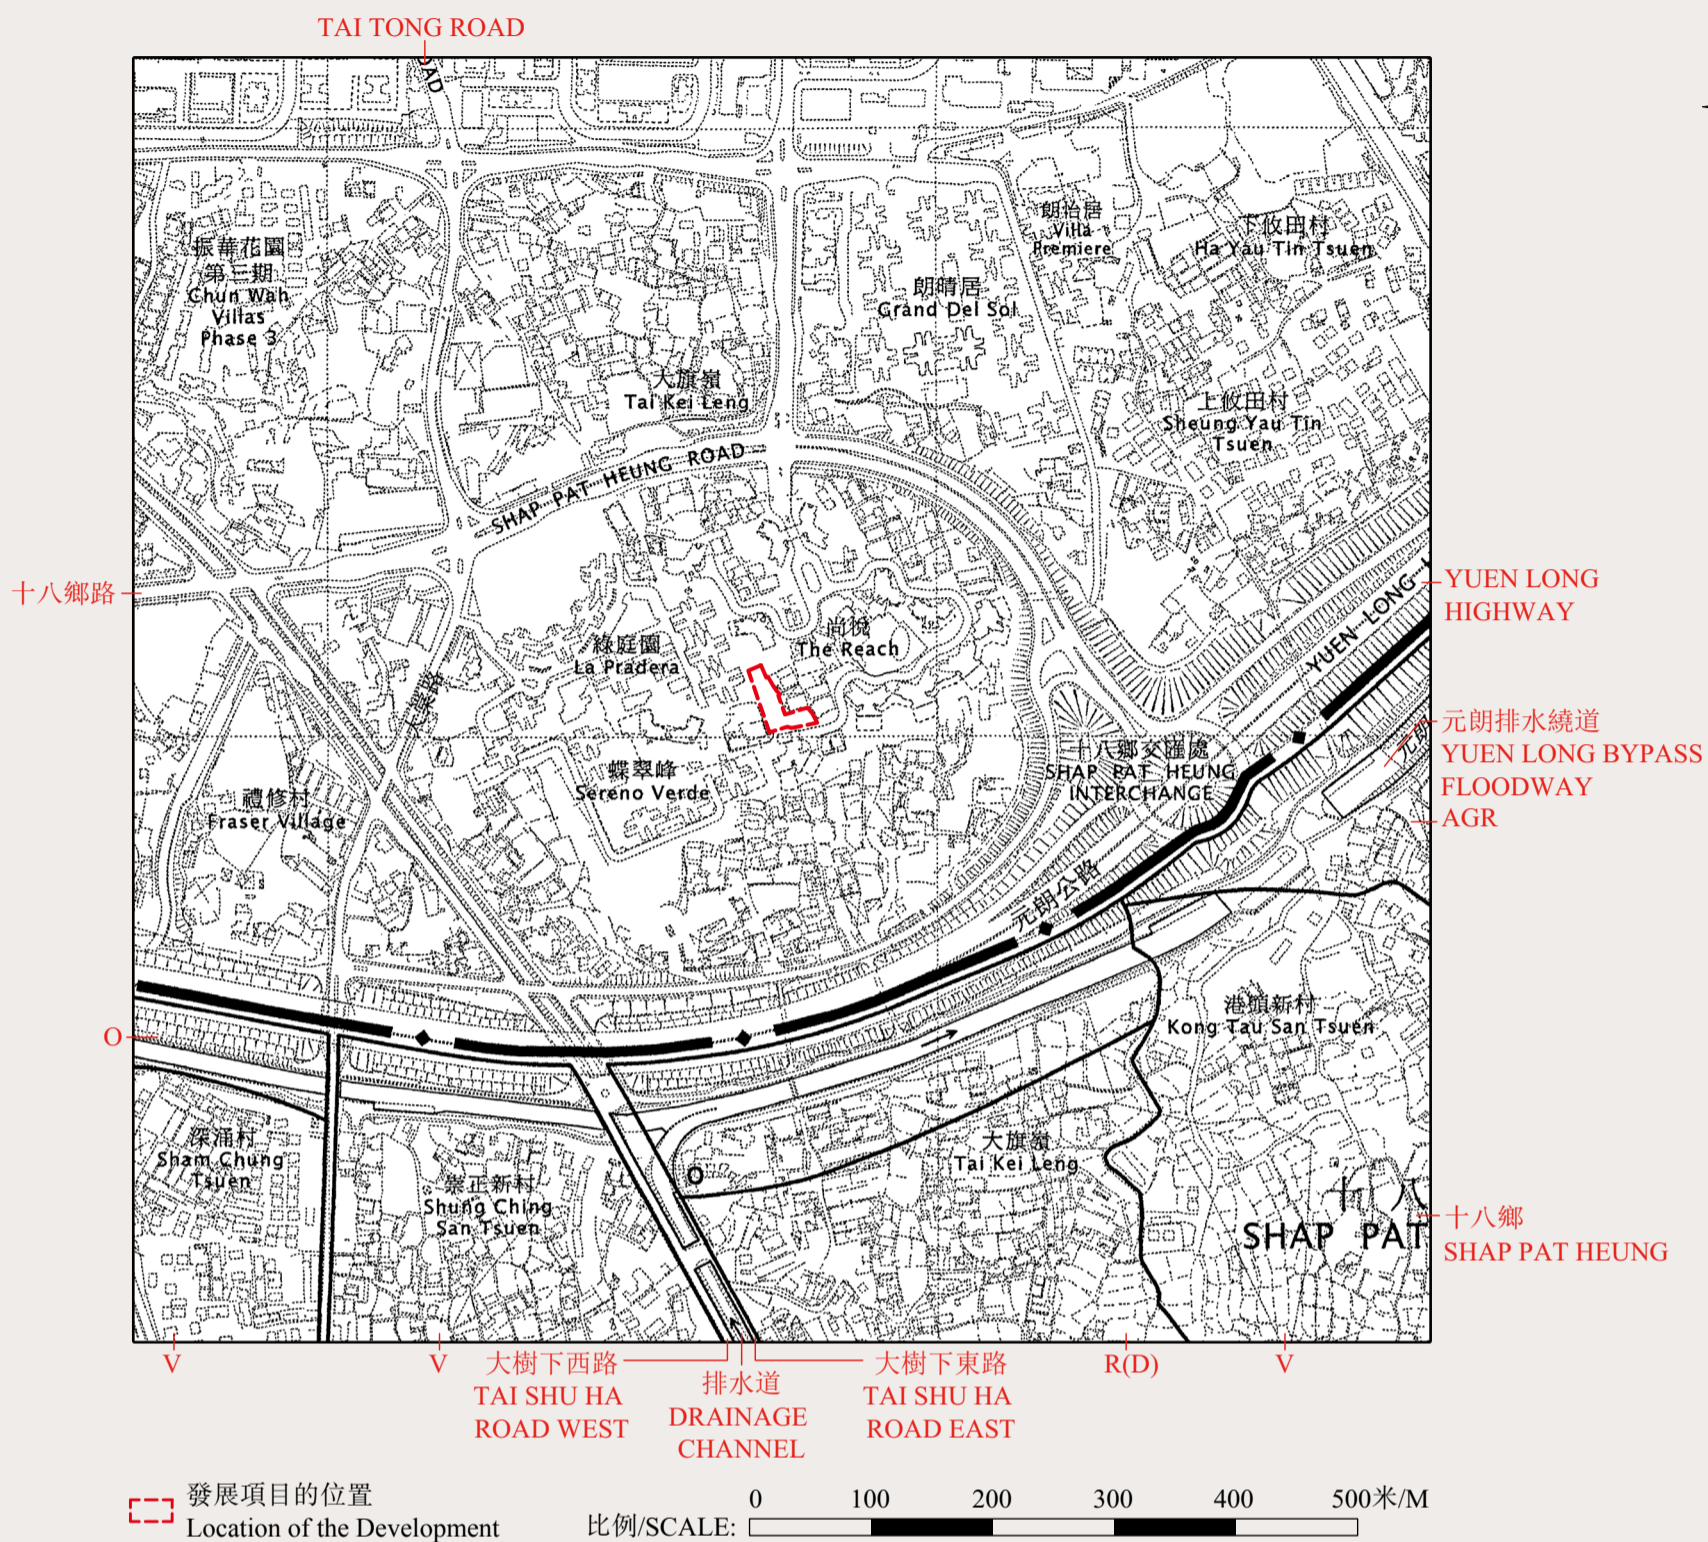 TAI TONG ROAD
OAD
振華花園
第三期
Chun Wah
Villas
Phase 3
朗怡居
Villa
Premiere
下攸田村
Ha Yau Tin Tsuen
朗晴居
Grand Del Sol
大旗嶺
Tai Kei Leng
上攸田村
Sheung Yau Tin
Tsuen
SHAP PAT HEUNG ROAD
十八鄉路
YUEN LONG
HIGHWAY
YUEN LONG
尚悅
The Reach
綠庭園
La Pradera
大棠路
元朗排水繞道
YUEN LONG BYPASS
FLOODWAY
AGR
元朗
十八鄉交匯處
SHAP PAT HEUNG
INTERCHANGE
蝶翠峰
Sereno Verde
禮修村
Fraser Village
元朗公路
港頭新村
Kong Tau San Tsuen
O
O
深涌村
Sham Chung
Tsuen
崇正新村
Shung Ching
San Tsuen
大旗嶺
Tai Kei Leng
十八
SHAP PAT
十八鄉
SHAP PAT HEUNG
V
V
大樹下西路
TAI SHU HA
ROAD WEST
排水道
DRAINAGE
CHANNEL
大樹下東路
TAI SHU HA
ROAD EAST
R(D)
V
發展項目的位置
Location of the Development
0 100 200 300 400 500米/M
比例/SCALE: